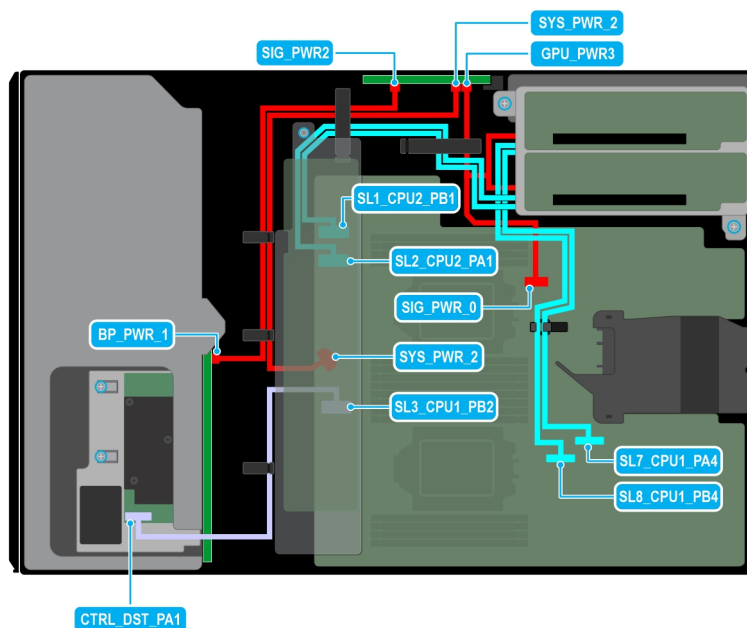 SYS_PWR_2
SIG_PWR2
GPU_PWR3
SL1_CPU2_PB1
SL2_CPU2_PA1
SIG_PWR_0
BP_PWR_1
SYS_PWR_2
SL3_CPU1_PB2
SL7_CPU1_PA4
SL8_CPU1_PB4
CTRL_DST_PA1